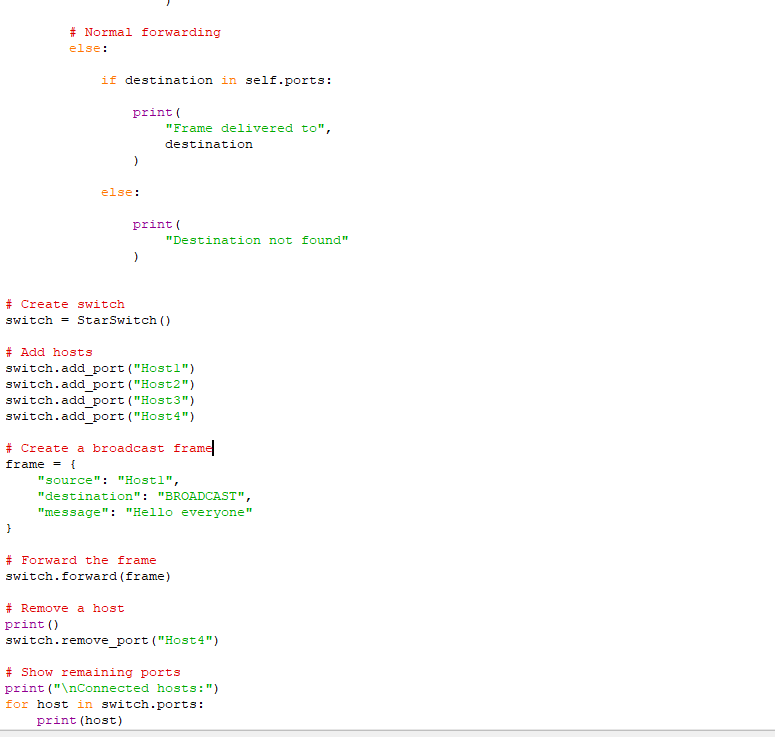 )
# Normal forwarding
else:
if destination in self.ports:
print(
"Frame delivered to",
destination
)
else:
print(
"Destination not found"
)
# Create switch
switch = StarSwitch()
# Add hosts
switch.add_port("Host1")
switch.add_port("Host2")
switch.add_port("Host3")
switch.add_port("Host4")
# Create a broadcast frame
frame = {
"source": "Host1",
"destination": "BROADCAST",
"message": "Hello everyone"
}
# Forward the frame
switch.forward(frame)
# Remove a host
print()
switch.remove_port("Host4")
# Show remaining ports
print("\nConnected hosts:")
for host in switch.ports:
print(host)